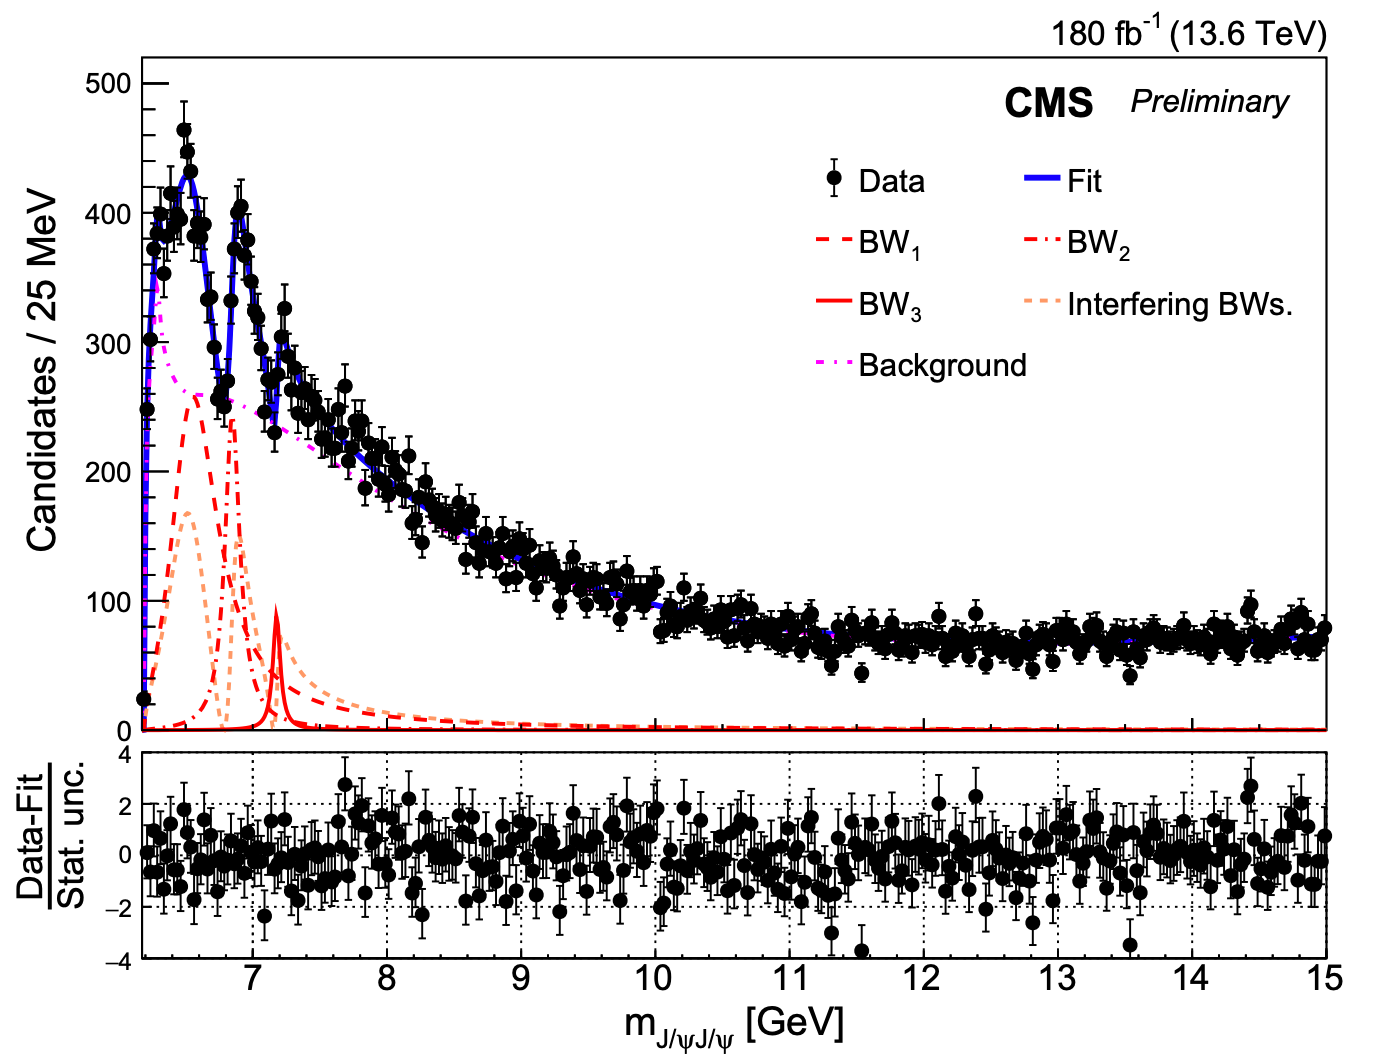 180 fb-1 (13.6 TeV)
CMS Preliminary
Data
Fit
BW1
BW2
BW3
Interfering BWs.
Background
Candidates / 25 MeV
500
400
300
200
100
0
Data-Fit
Stat. unc.
4
2
0
−2
−4
7 8 9 10 11 12 13 14 15
mJ/ψJ/ψ [GeV]